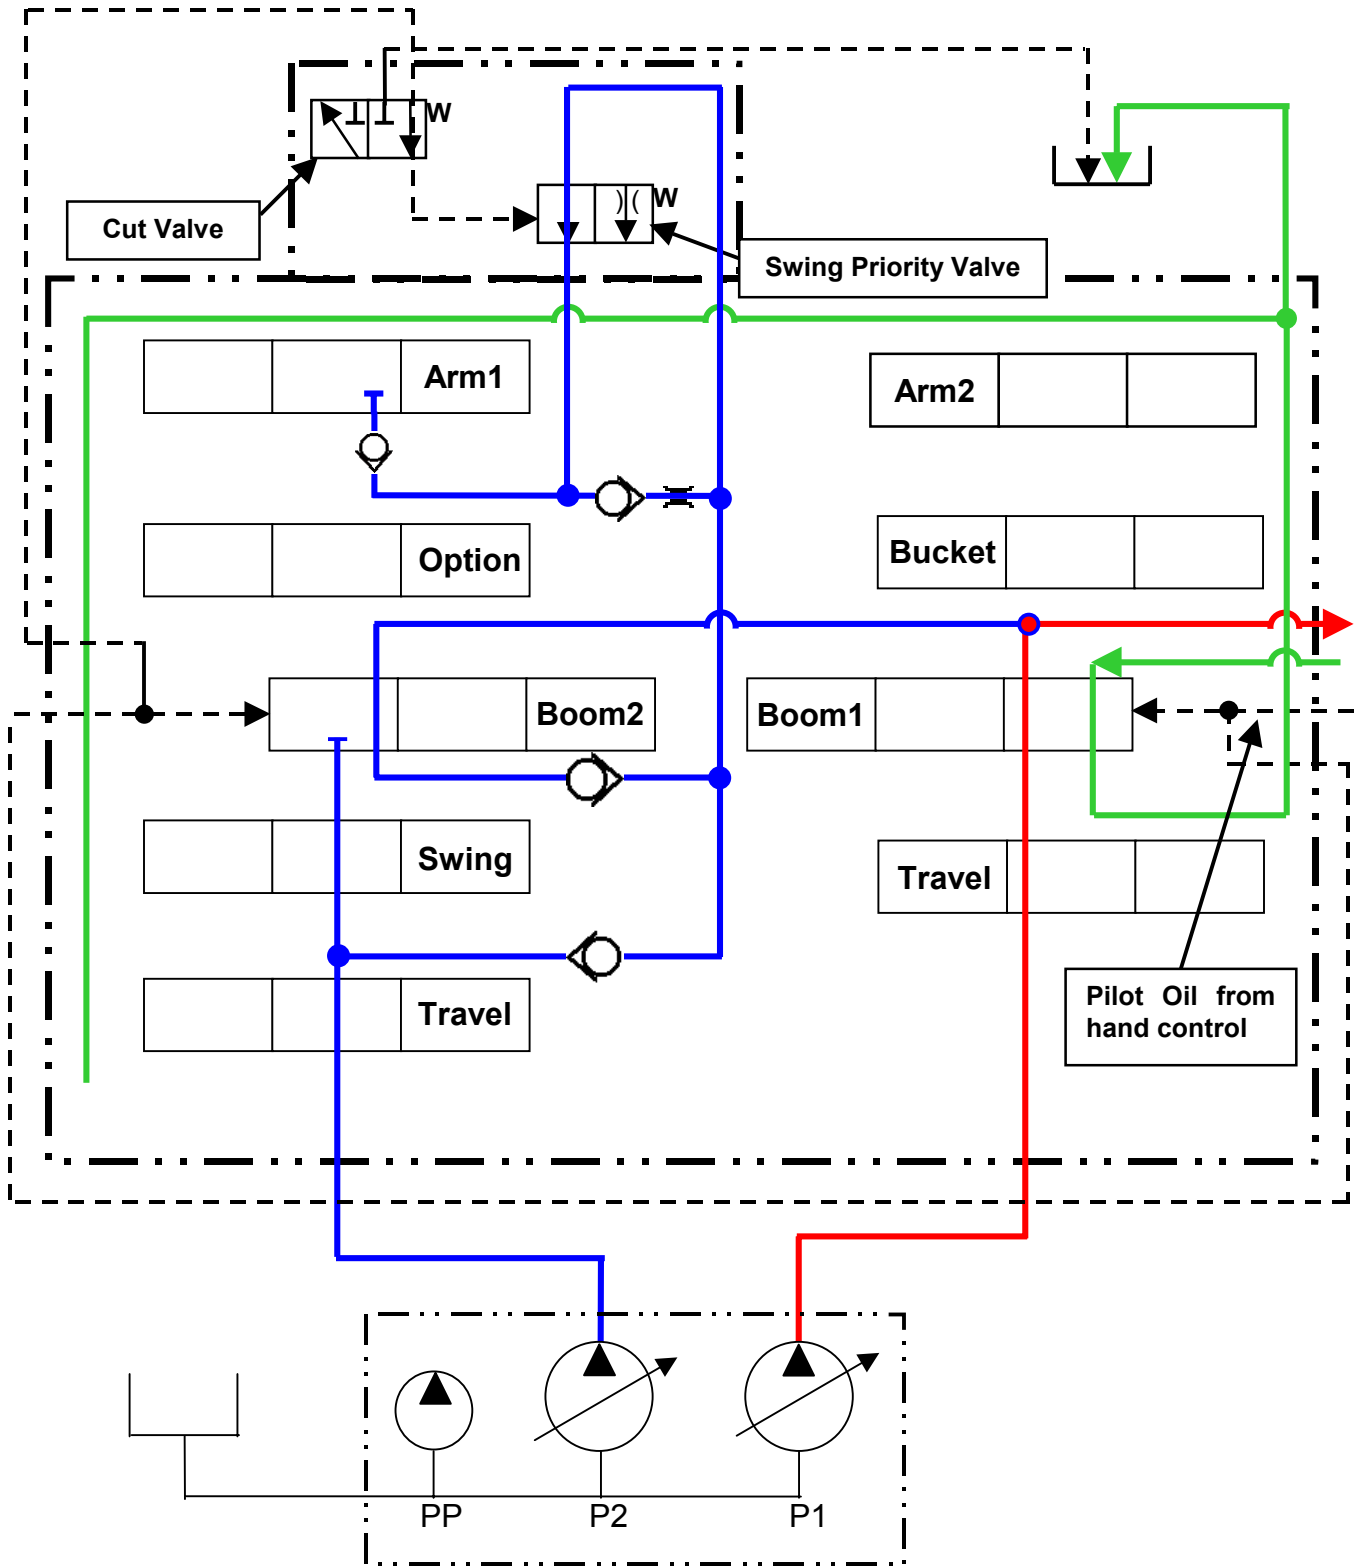 W
Cut Valve
W
Swing Priority Valve
Arm1
Arm2
Option
Bucket
Boom2
Boom1
Swing
Travel
Travel
Pilot Oil from
hand control
PP
P2
P1